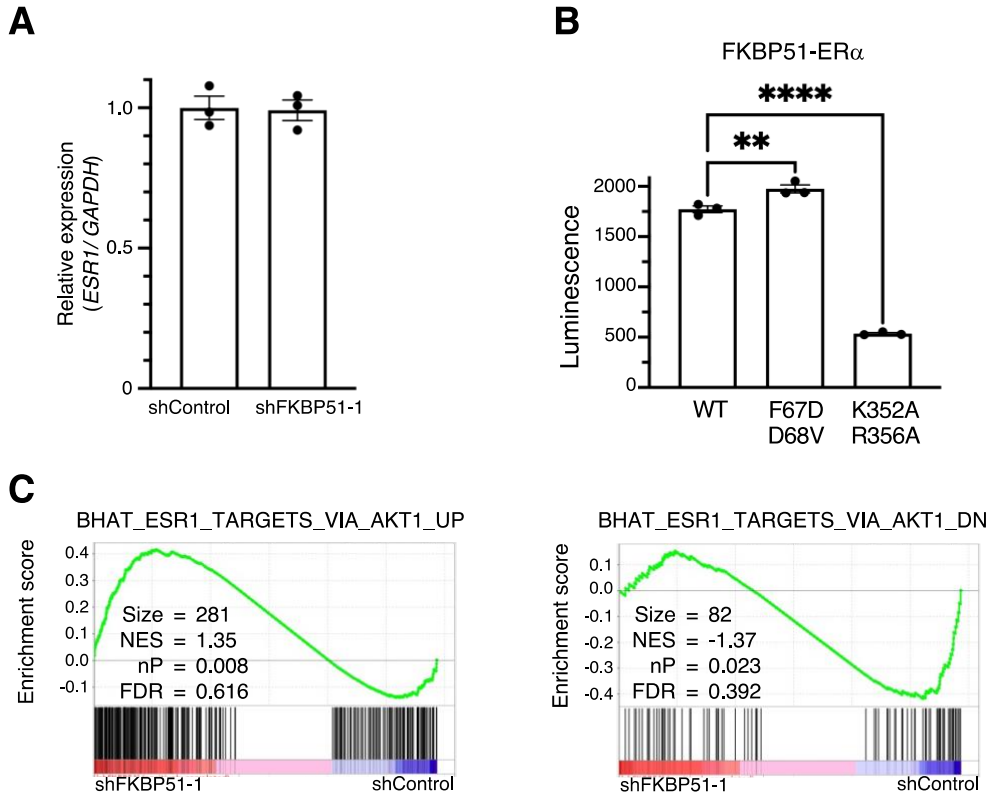 A
Relative expression
(ESR1/ GAPDH)
1.0
0.5
0
shControl
shFKBP51-1
B
FKBP51-ERα
****
**
Luminescence
2000
1500
1000
500
0
WT
F67D
D68V
K352A
R356A
C
BHAT_ESR1_TARGETS_VIA_AKT1_UP
Enrichment score
0.4
0.3
0.2
0.1
0.0
-0.1
Size = 281
NES = 1.35
nP = 0.008
FDR = 0.616
shFKBP51-1
shControl
BHAT_ESR1_TARGETS_VIA_AKT1_DN
Enrichment score
0.1
0.0
-0.1
-0.2
-0.3
-0.4
Size = 82
NES = -1.37
nP = 0.023
FDR = 0.392
shFKBP51-1
shControl